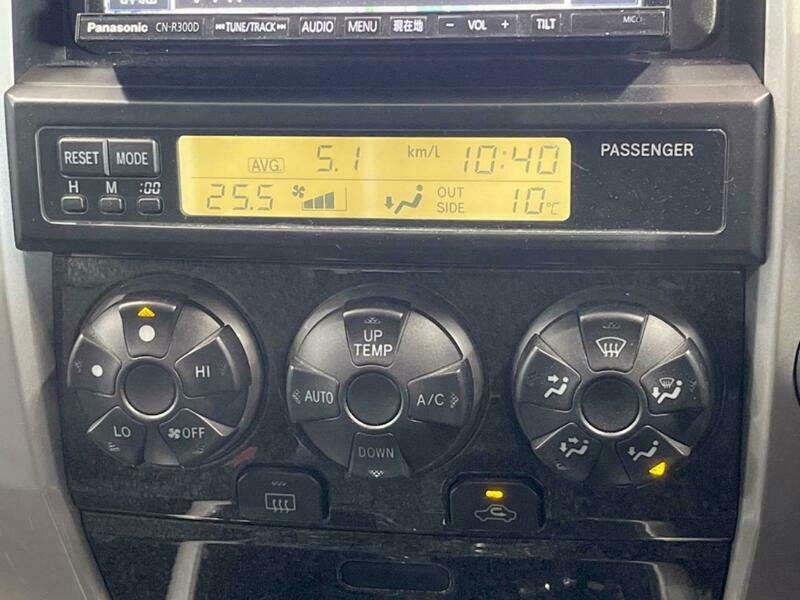 Panasonic CN-R300D TUNE/TRACK AUDIO MENU 現在地 - VOL + TILT MIC
RESET MODE
H M :00
AVG. 5.1 km/L 10:40
25.5 OUT SIDE 10°C
PASSENGER
HI
LO
OFF
UP
TEMP
AUTO
A/C
DOWN